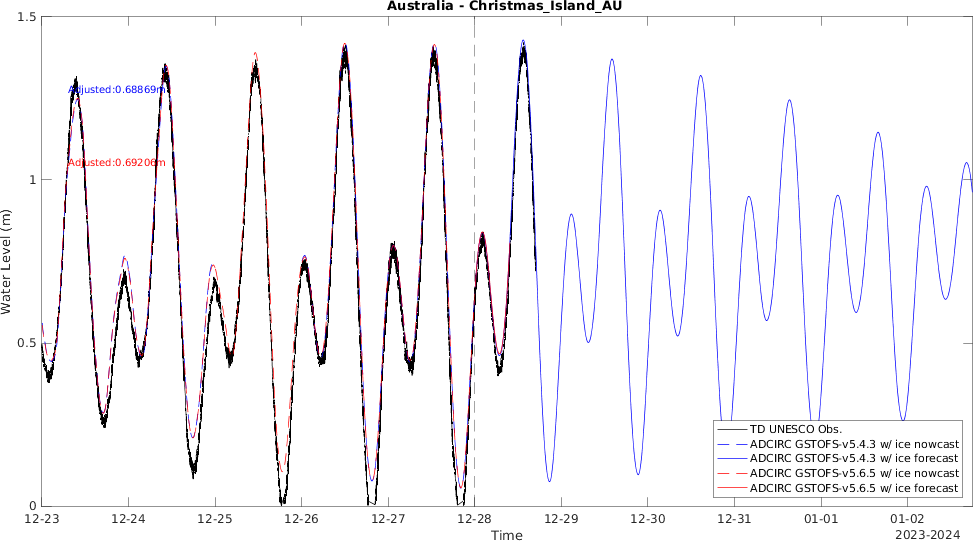 Australia - Christmas_Island_AU
1.5
1
0.5
0
Water Level (m)
Adjusted:0.68869m
Adjusted:0.69206m
TD UNESCO Obs.
ADCIRC GSTOFS-v5.4.3 w/ ice nowcast
ADCIRC GSTOFS-v5.4.3 w/ ice forecast
ADCIRC GSTOFS-v5.6.5 w/ ice nowcast
ADCIRC GSTOFS-v5.6.5 w/ ice forecast
12-23 12-24 12-25 12-26 12-27 12-28 12-29 12-30 12-31 01-01 01-02
Time
2023-2024